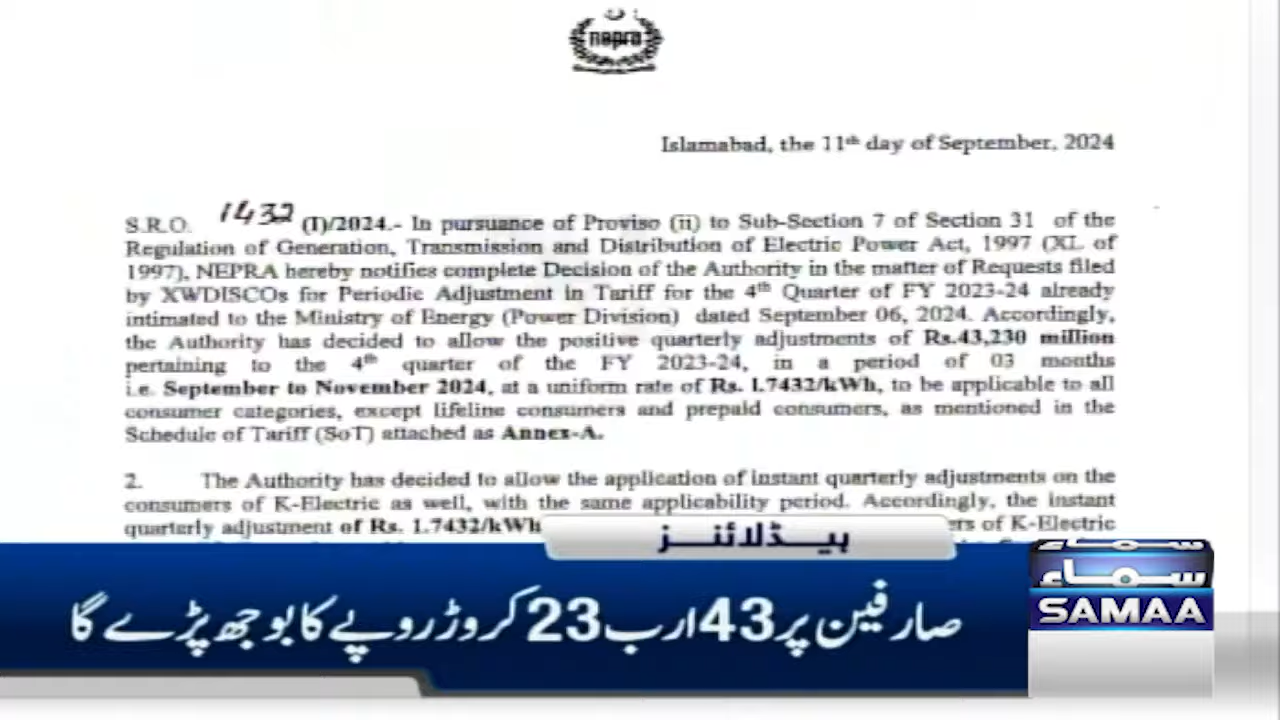 nepra
Islamabad, the 11th day of September, 2024
S.R.O. 1432 (I)/2024.- In pursuance of Proviso (ii) to Sub-Section 7 of Section 31 of the
Regulation of Generation, Transmission and Distribution of Electric Power Act, 1997 (XL of
1997), NEPRA hereby notifies complete Decision of the Authority in the matter of Requests filed
by XWDISCOs for Periodic Adjustment in Tariff for the 4th Quarter of FY 2023-24 already
intimated to the Ministry of Energy (Power Division) dated September 06, 2024. Accordingly,
the Authority has decided to allow the positive quarterly adjustments of Rs.43,230 million
pertaining to the 4th quarter of the FY 2023-24, in a period of 03 months
i.e. September to November 2024, at a uniform rate of Rs. 1.7432/kWh, to be applicable to all
consumer categories, except lifeline consumers and prepaid consumers, as mentioned in the
Schedule of Tariff (SoT) attached as Annex-A.
2. The Authority has decided to allow the application of instant quarterly adjustments on the
consumers of K-Electric as well, with the same applicability period. Accordingly, the instant
quarterly adjustment of Rs. 1.7432/kWh of K-Electric
ہیڈلائنز
صارفین پر 43 ارب 23 کروڑ روپے کا بوجھ پڑے گا
سماء
سماء
SAMAA